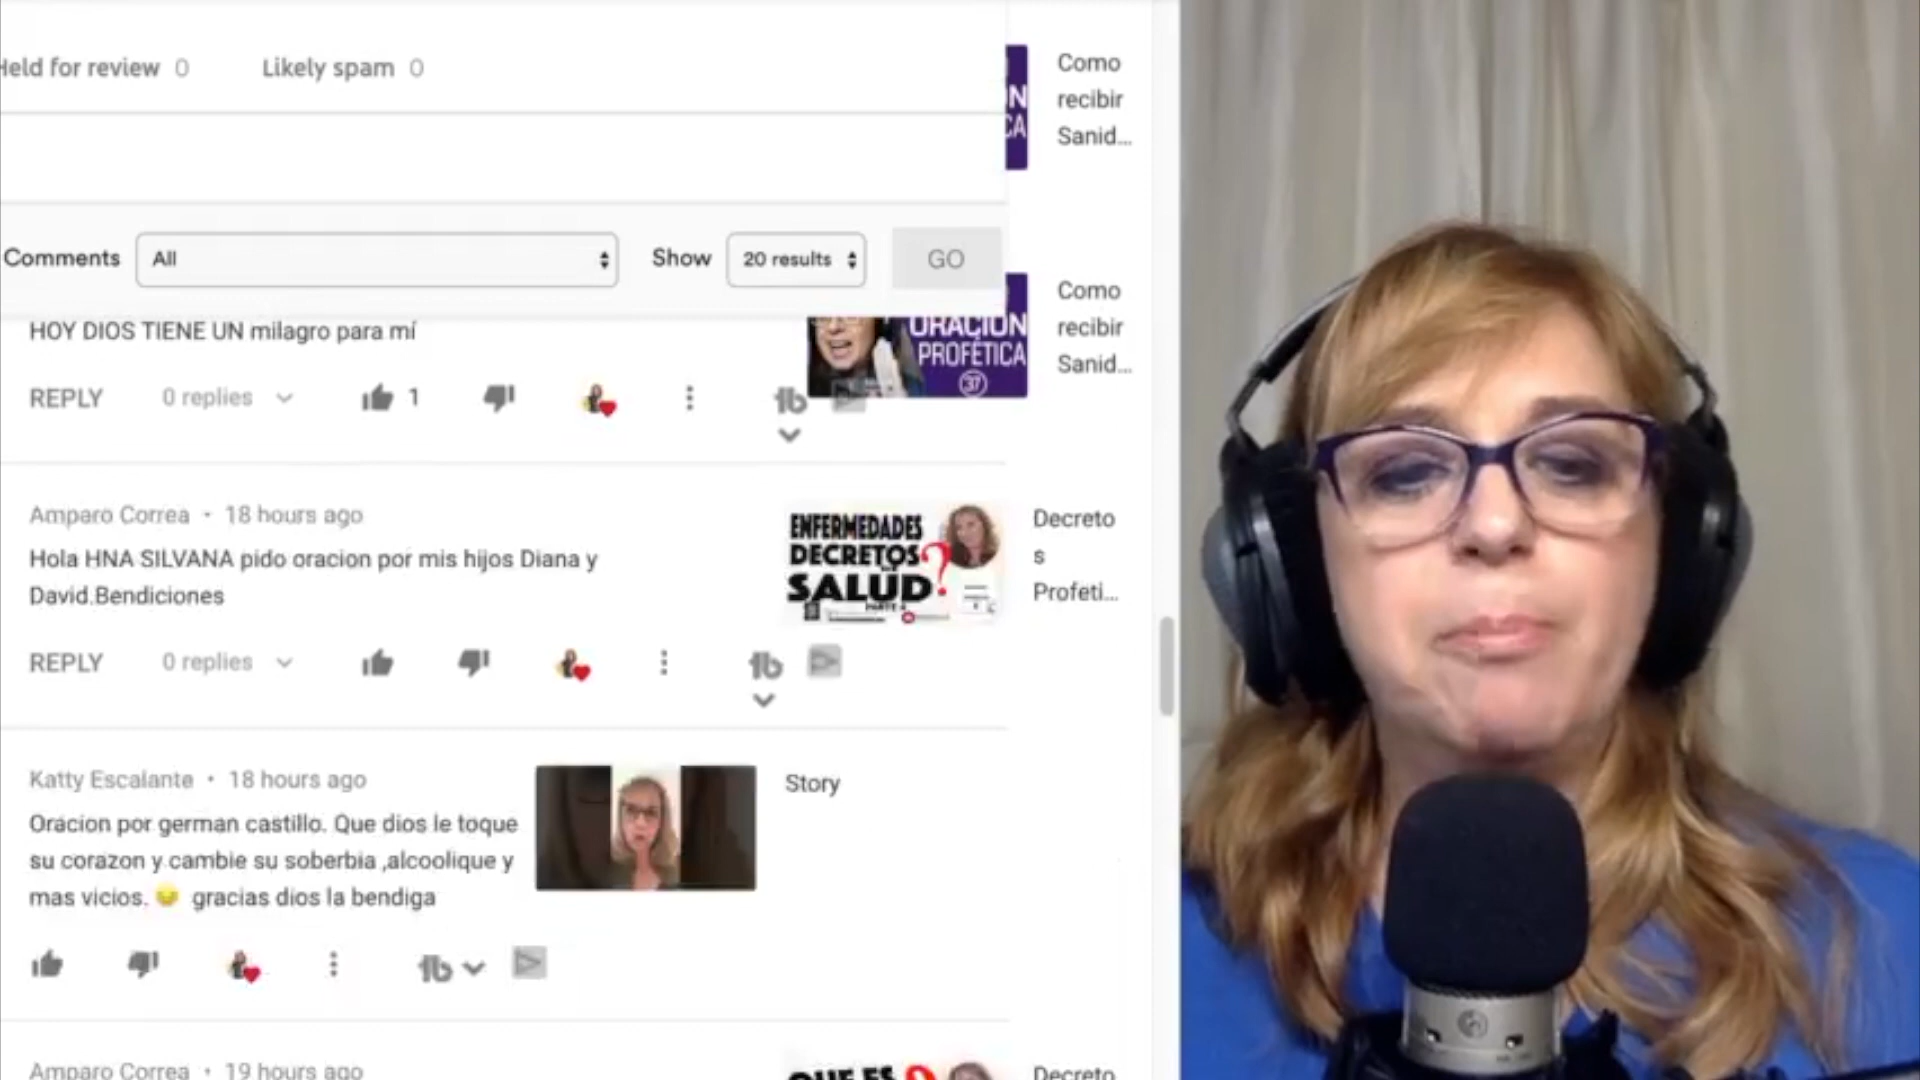 Held for review 0 Likely spam 0
Como
recibir
Sanid...
Comments All Show 20 results GO
Como
recibir
Sanid...
HOY DIOS TIENE UN milagro para mí
ORACION
PROFÉTICA
37
REPLY 0 replies 1
Amparo Correa • 18 hours ago
Hola HNA SILVANA pido oracion por mis hijos Diana y
David.Bendiciones
ENFERMEDADES
DECRETOS
SALUD?
Decreto
s
Profeti...
REPLY 0 replies
Katty Escalante • 18 hours ago
Oracion por german castillo. Que dios le toque
su corazon y cambie su soberbia ,alcoolique y
mas vicios. 😔 gracias dios la bendiga
Story
Amparo Correa • 19 hours ago
QUE ES ?
Decreto